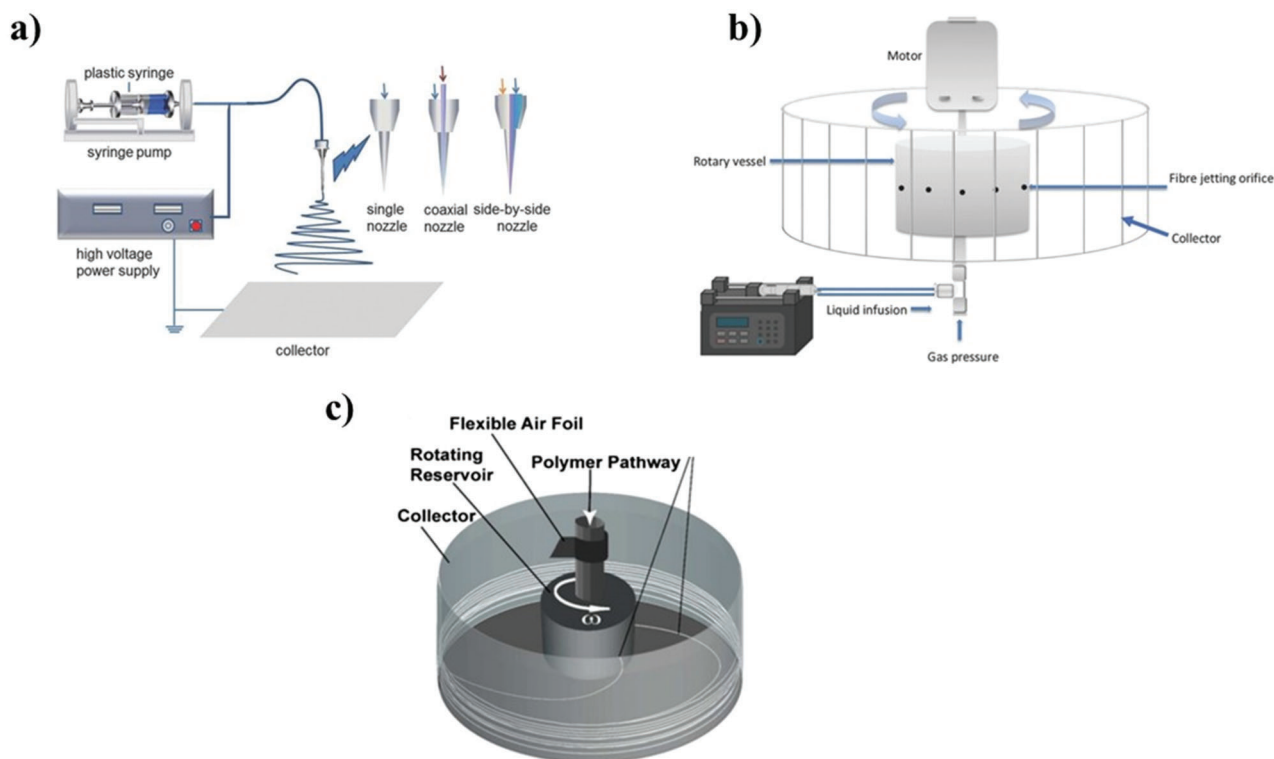 a)
plastic syringe
syringe pump
high voltage
power supply
single
nozzle
coaxial
nozzle
side-by-side
nozzle
collector
b)
Motor
Rotary vessel
Fibre jetting orifice
Collector
Liquid infusion
Gas pressure
c)
Flexible Air Foil
Rotating
Reservoir
Polymer Pathway
Collector
ω